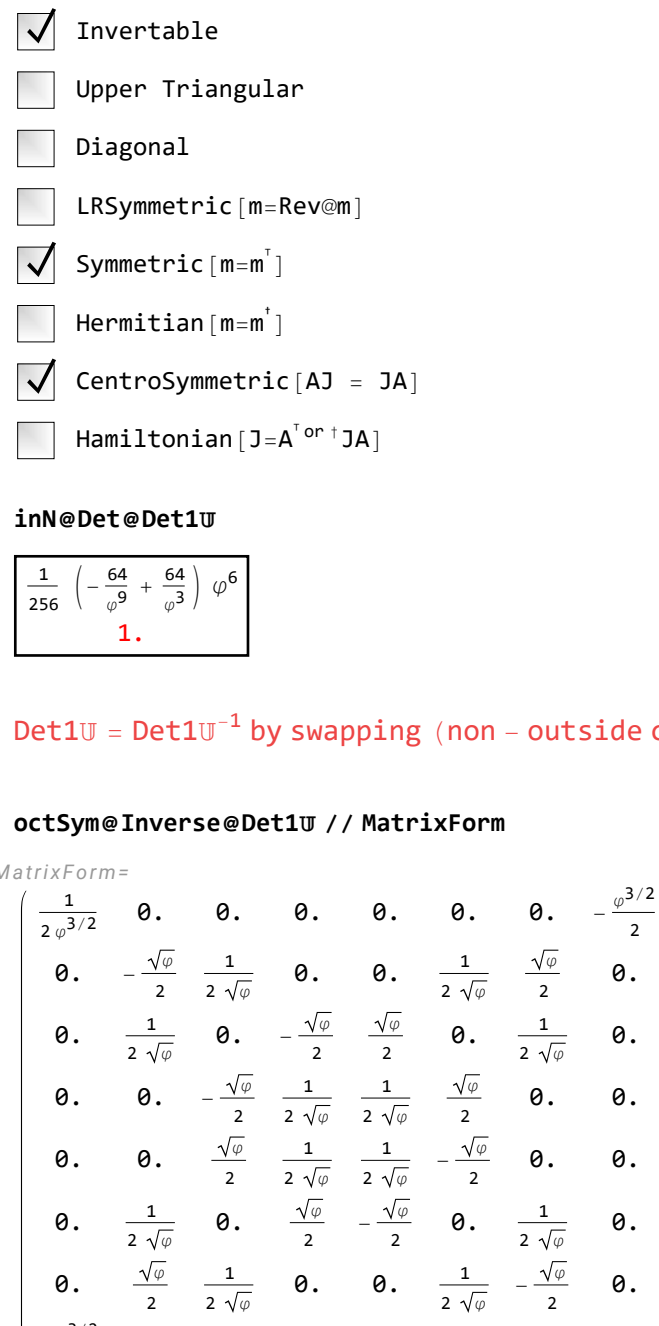 Invertable
Upper Triangular
Diagonal
LRSymmetric[m=Rev@m]
Symmetric[m=mᵀ]
Hermitian[m=m†]
CentroSymmetric[AJ = JA]
Hamiltonian[J=Aᵀ or †JA]
inN@Det@Det1𝕌
1/256 (-64/φ^9 + 64/φ^3) φ^6
1.
Det1𝕌 = Det1𝕌^-1 by swapping (non - outside
octSym@Inverse@Det1𝕌 // MatrixForm
MatrixForm=
1/(2 φ^3/2) 0. 0. 0. 0. 0. 0. -φ^3/2/2
0. -√φ/2 1/(2 √φ) 0. 0. 1/(2 √φ) √φ/2 0.
0. 1/(2 √φ) 0. -√φ/2 √φ/2 0. 1/(2 √φ) 0.
0. 0. -√φ/2 1/(2 √φ) 1/(2 √φ) √φ/2 0. 0.
0. 0. √φ/2 1/(2 √φ) 1/(2 √φ) -√φ/2 0. 0.
0. 1/(2 √φ) 0. √φ/2 -√φ/2 0. 1/(2 √φ) 0.
0. √φ/2 1/(2 √φ) 0. 0. 1/(2 √φ) -√φ/2 0.